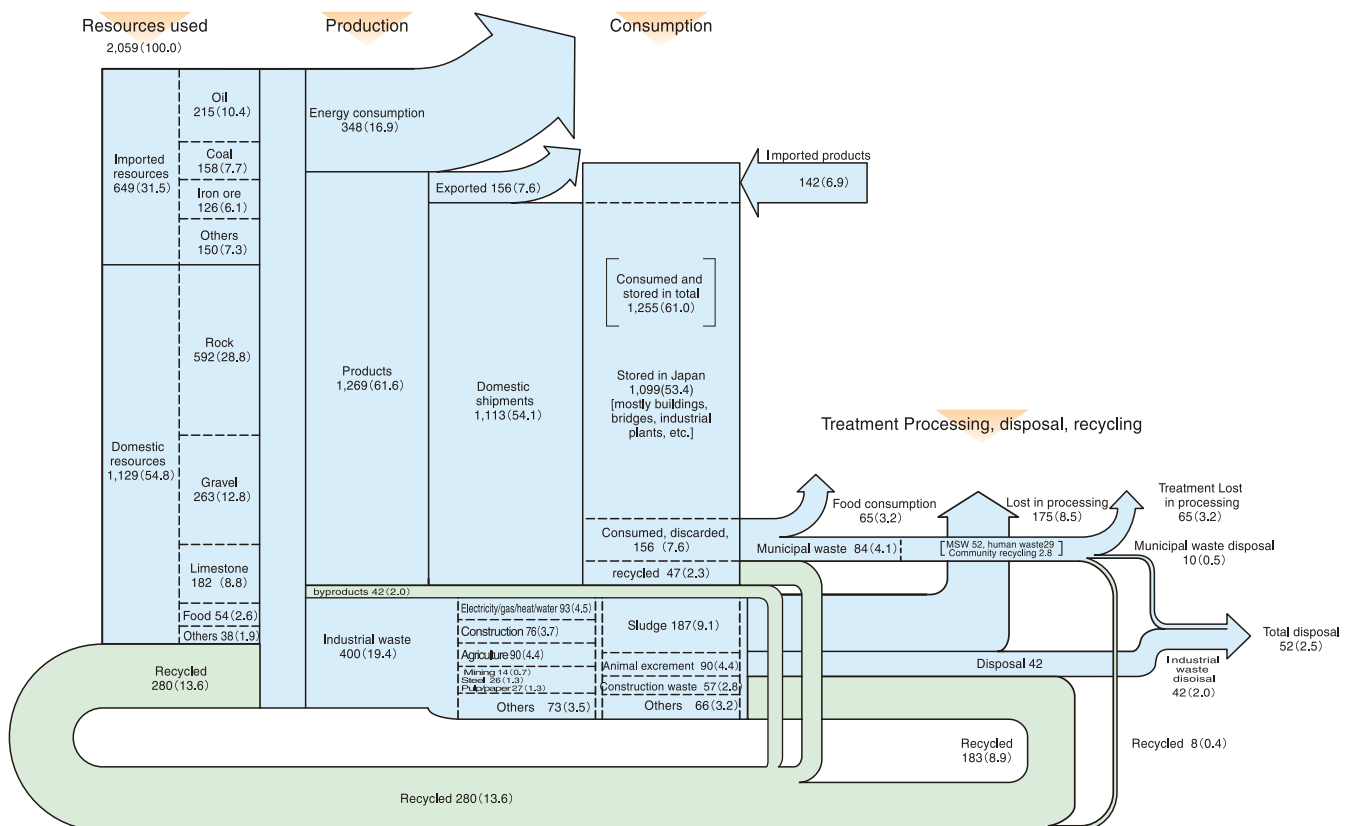 Resources used
2,059(100.0)
Production
Consumption
Oil
215(10.4)
Coal
158(7.7)
Imported
resources
649(31.5)
Iron ore
126(6.1)
Others
150(7.3)
Energy consumption
348(16.9)
Exported 156(7.6)
Imported products
142(6.9)
Consumed and
stored in total
1,255(61.0)
Rock
592(28.8)
Products
1,269(61.6)
Domestic
shipments
1,113(54.1)
Stored in Japan
1,099(53.4)
[mostly buildings,
bridges, industrial
plants, etc.]
Treatment Processing, disposal, recycling
Domestic
resources
1,129(54.8)
Gravel
263(12.8)
Limestone
182 (8.8)
Food 54(2.6)
Others 38(1.9)
Consumed, discarded,
156 (7.6)
recycled 47(2.3)
Food consumption
65(3.2)
Lost in processing
175(8.5)
Treatment Lost
in processing
65(3.2)
Municipal waste 84(4.1)
MSW 52, human waste29
Community recycling 2.8
Municipal waste disposal
10(0.5)
byproducts 42(2.0)
Industrial waste
400(19.4)
Electricity/gas/heat/water 93(4.5)
Construction 76(3.7)
Agriculture 90(4.4)
Mining 14(0.7)
Steel 26(1.3)
Pulp/paper 27(1.3)
Others 73(3.5)
Sludge 187(9.1)
Animal excrement 90(4.4)
Construction waste 57(2.8)
Others 66(3.2)
Disposal 42
Total disposal
52(2.5)
Industrial
waste
disoisal
42(2.0)
Recycled
280(13.6)
Recycled
183(8.9)
Recycled 8(0.4)
Recycled 280(13.6)